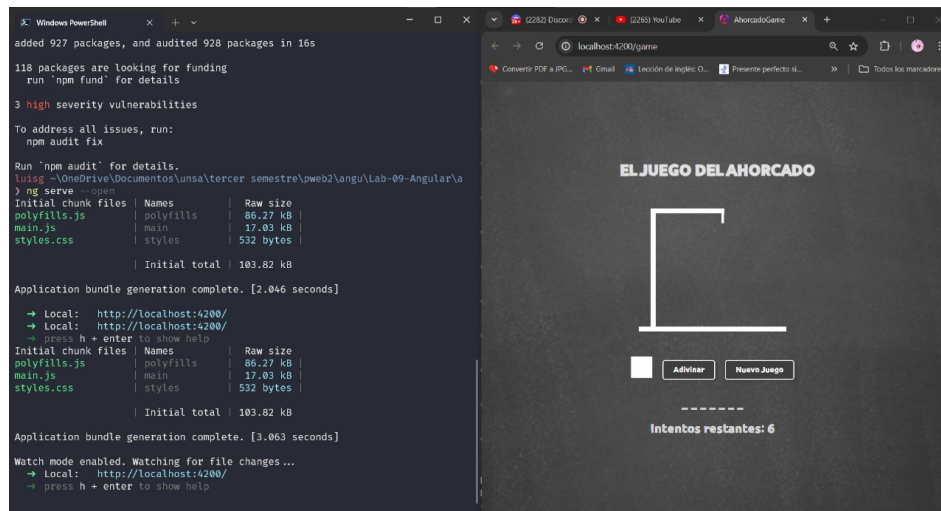 Windows PowerShell
added 927 packages, and audited 928 packages in 16s
118 packages are looking for funding
run `npm fund` for details
3 high severity vulnerabilities
To address all issues, run:
npm audit fix
Run `npm audit` for details.
luisg ~\OneDrive\Documentos\unsa\tercer semestre\pweb2\angu\Lab-09-Angular\a
❯ ng serve --open
Initial chunk files | Names | Raw size
polyfills.js | polyfills | 86.27 kB |
main.js | main | 17.03 kB |
styles.css | styles | 532 bytes |
| Initial total | 103.82 kB
Application bundle generation complete. [2.046 seconds]
➜ Local: http://localhost:4200/
➜ Local: http://localhost:4200/
➜ press h + enter to show help
Initial chunk files | Names | Raw size
polyfills.js | polyfills | 86.27 kB |
main.js | main | 17.03 kB |
styles.css | styles | 532 bytes |
| Initial total | 103.82 kB
Application bundle generation complete. [3.063 seconds]
Watch mode enabled. Watching for file changes...
➜ Local: http://localhost:4200/
➜ press h + enter to show help
(2282) Discord
(2265) YouTube
AhorcadoGame
localhost:4200/game
Convertir PDF a JPG...
Gmail
Lección de inglés: O...
Presente perfecto si...
Todos los marcadores
EL JUEGO DEL AHORCADO
Adivinar
Nuevo Juego
_ _ _ _ _ _ _
Intentos restantes: 6